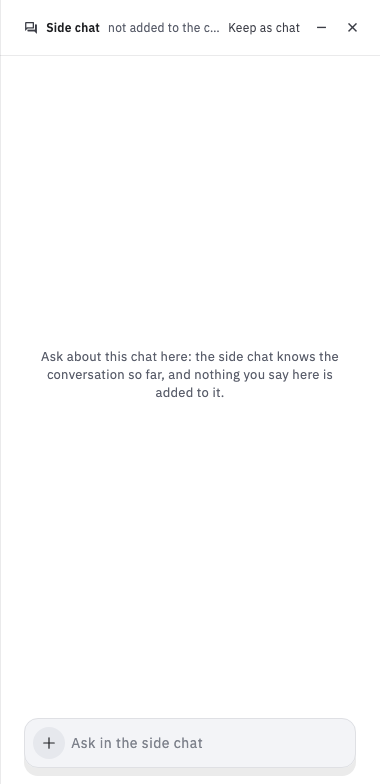 Side chat not added to the c... Keep as chat
Ask about this chat here: the side chat knows the
conversation so far, and nothing you say here is
added to it.
Ask in the side chat